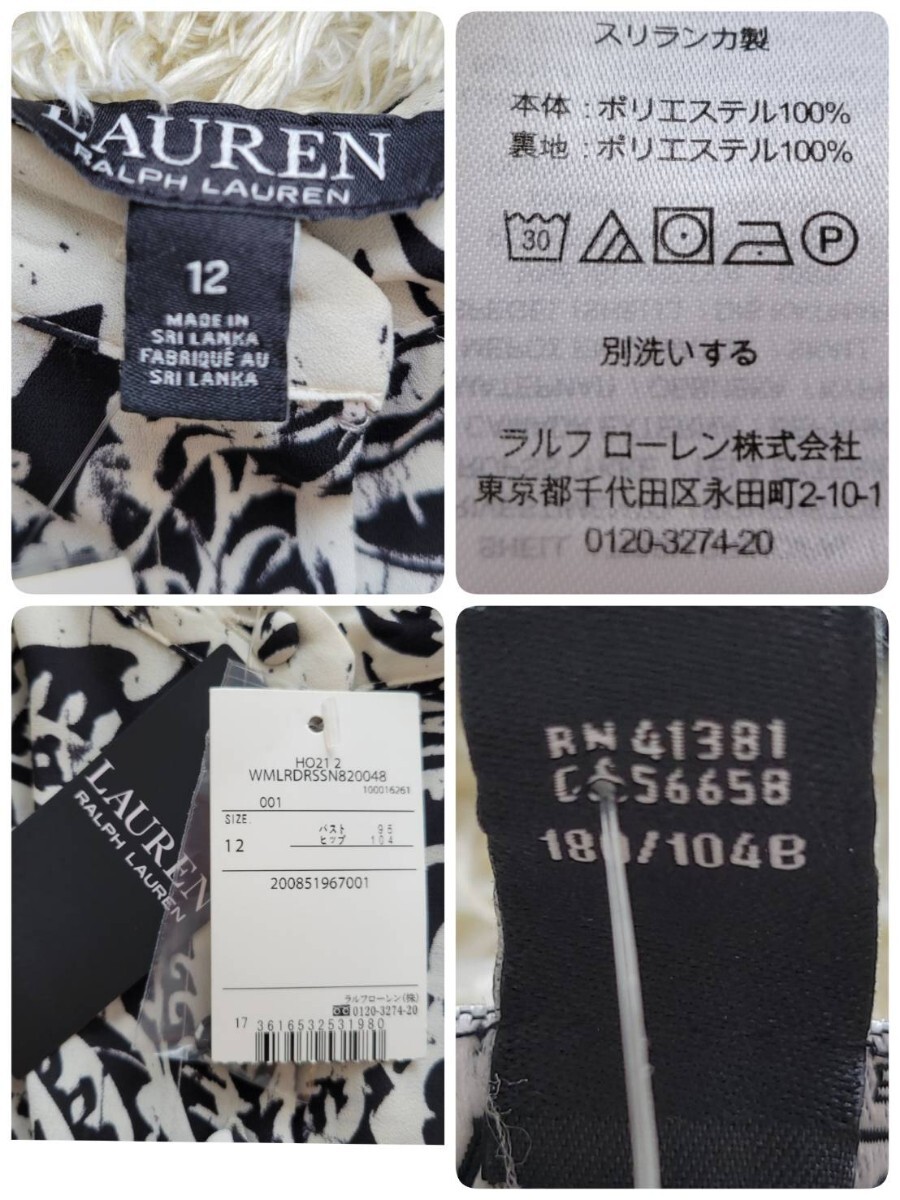 LAUREN
RALPH LAUREN
12
MADE IN
SRI LANKA
FABRIQUÉ AU
SRI LANKA
スリランカ製
本体 : ポリエステル100%
裏地 : ポリエステル100%
30
P
別洗いする
ラルフ ローレン株式会社
東京都千代田区永田町2-10-1
0120-3274-20
LAUREN
RALPH LAUREN
HO21 2
WMLRDRSSN820048
100016261
001
SIZE
12
バスト 96
ヒップ 104
200851967001
ラルフローレン(株)
0120-3274-20
17 3616532531980
RN 41381
56658
/104B